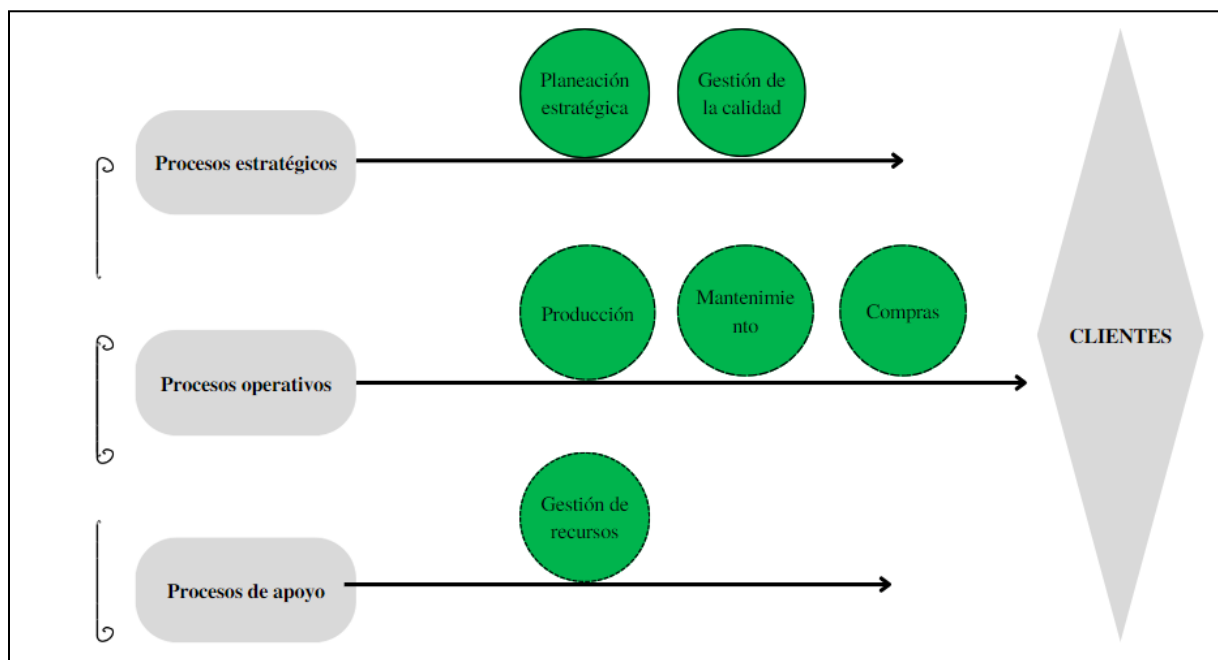 Planeación
estratégica
Gestión de
la calidad
Procesos estratégicos
Producción
Mantenimie
nto
Compras
Procesos operativos
CLIENTES
Gestión de
recursos
Procesos de apoyo